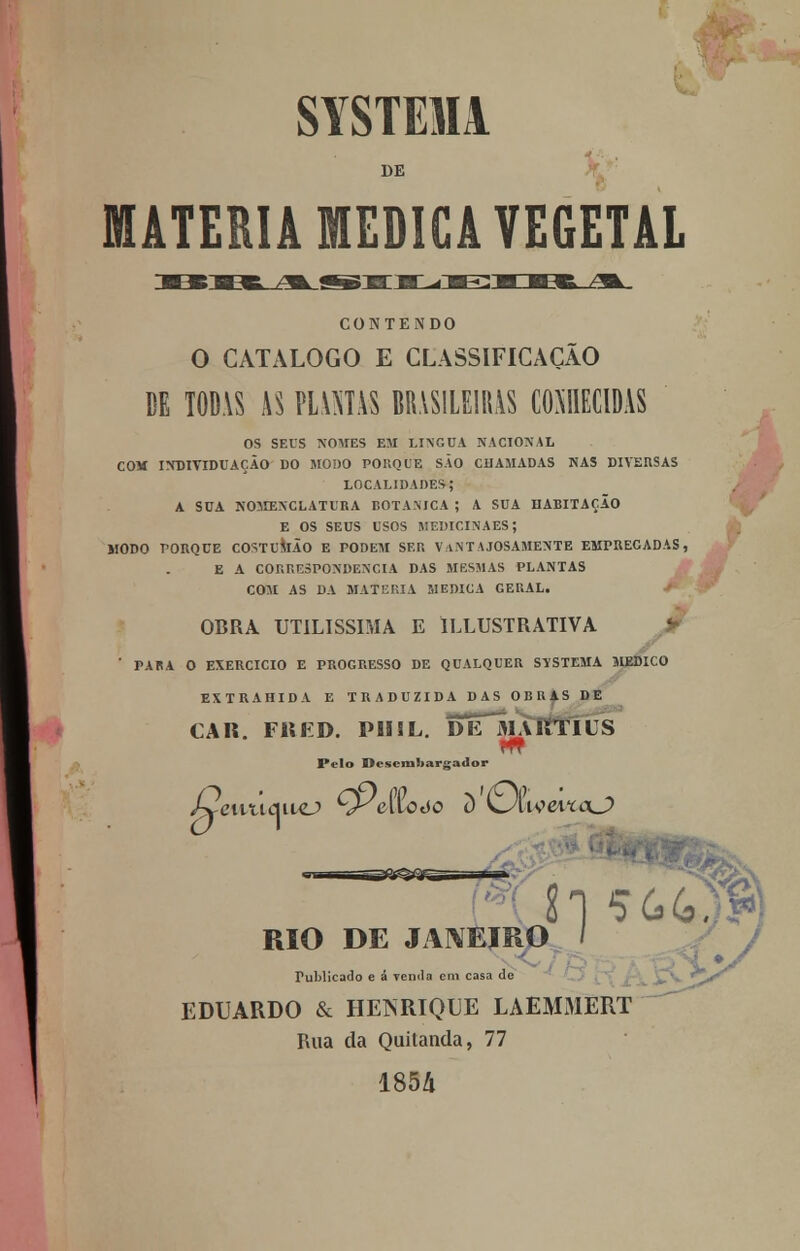 SYSTEMA
DE
MATERIA MEDICA VEGETAL
BRASILEIRA
CONTENDO
O CATALOGO E CLASSIFICAÇÃO
DE TODAS AS PLANTAS BRASILEIRAS CONHECIDAS
OS SEUS NOMES EM LINGUA NACIONAL
COM INDIVIDUAÇÃO DO MODO PORQUE SÃO CHAMADAS NAS DIVERSAS
LOCALIDADES;
A SUA NOMENCLATURA BOTANICA ; A SUA HABITAÇÃO
E OS SEUS USOS MEDICINAES;
MODO PORQUE COSTUMÃO E PODEM SER VANTAJOSAMENTE EMPREGADAS,
E A CORRESPONDENCIA DAS MESMAS PLANTAS
COM AS DA MATERIA MEDICA GERAL.
OBRA UTILISSIMA E ILLUSTRATIVA
PARA O EXERCICIO E PROGRESSO DE QUALQUER SYSTEMA MEDICO
EXTRAHIDA E TRADUZIDA DAS OBRAS DE
CAR. FRED. PHIL. DE MARTIUS
Pelo Desembargador
Henrique Velloso d'Oliveira
RIO DE JANEIRO
Publicado e á venda em casa de
EDUARDO & HENRIQUE LAEMMERT
Rua da Quitanda, 77
1854